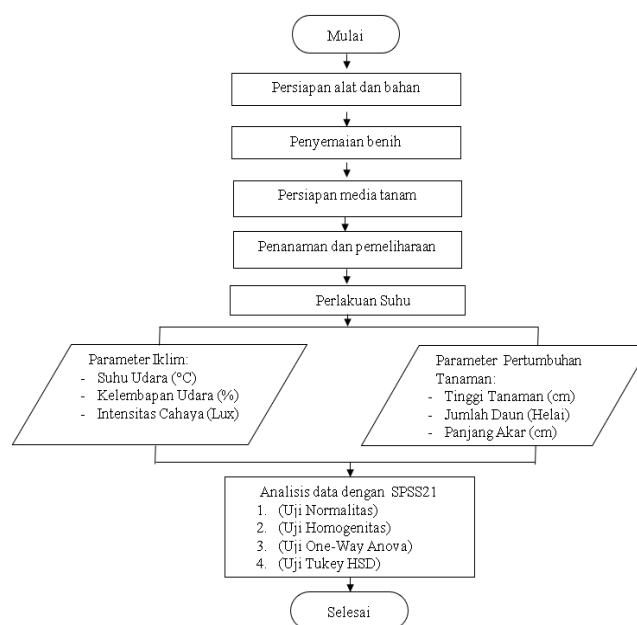 Mulai
Persiapan alat dan bahan
Penyemaian benih
Persiapan media tanam
Penanaman dan pemeliharaan
Perlakuan Suhu
Parameter Iklim:
- Suhu Udara (°C)
- Kelembapan Udara (%)
- Intensitas Cahaya (Lux)
Parameter Pertumbuhan
Tanaman:
- Tinggi Tanaman (cm)
- Jumlah Daun (Helai)
- Panjang Akar (cm)
Analisis data dengan SPSS21
1. (Uji Normalitas)
2. (Uji Homogenitas)
3. (Uji One-Way Anova)
4. (Uji Tukey HSD)
Selesai